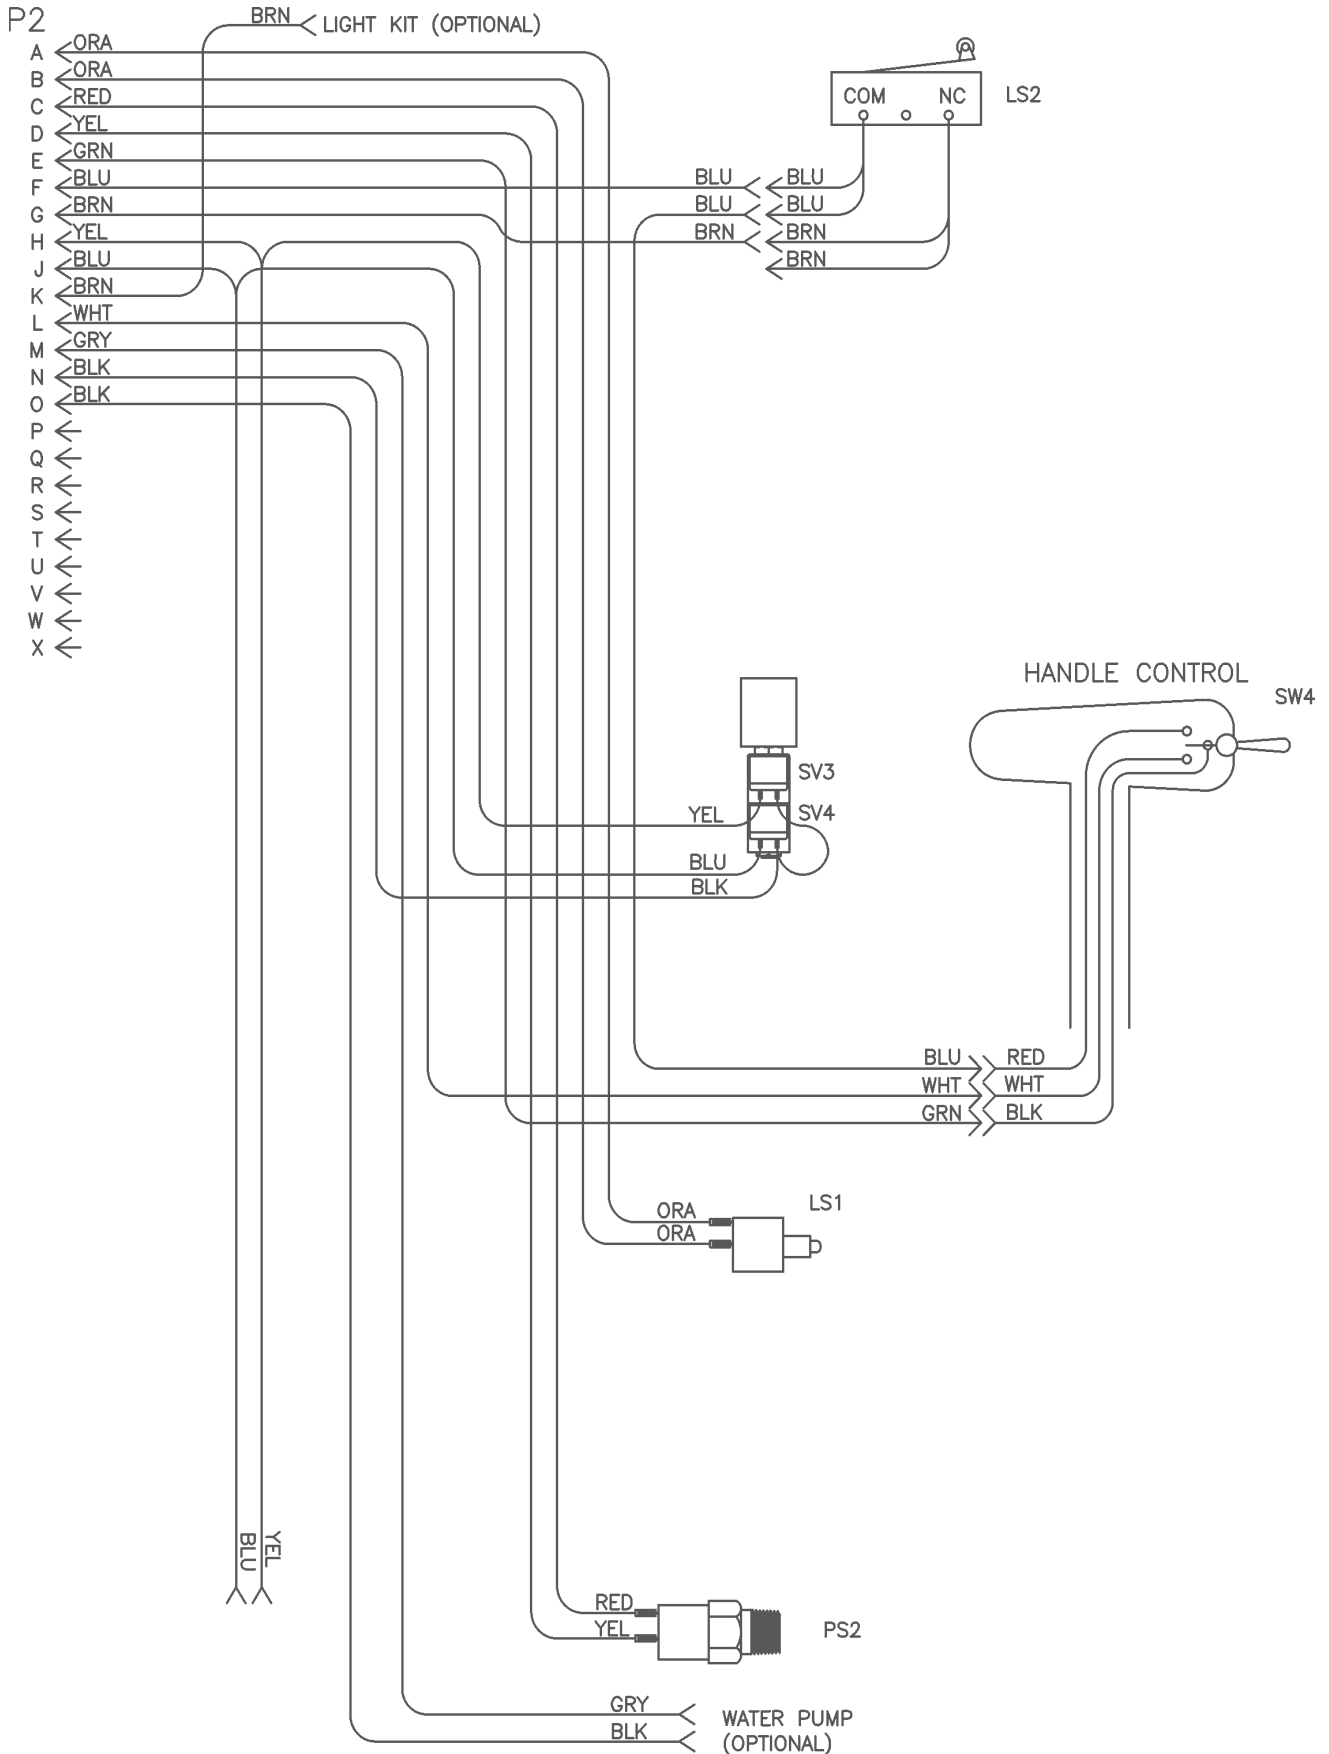 P2
BRN LIGHT KIT (OPTIONAL)
A ORA
B ORA
C RED
D YEL
E GRN
F BLU
G BRN
H YEL
J BLU
K BRN
L WHT
M GRY
N BLK
O BLK
P
Q
R
S
T
U
V
W
X
COM NC LS2
BLU BLU
BLU BLU
BRN BRN
BRN
HANDLE CONTROL
SW4
SV3
YEL SV4
BLU
BLK
BLU RED
WHT WHT
GRN BLK
LS1
ORA
ORA
BLU
YEL
RED
YEL
PS2
GRY
BLK
WATER PUMP
(OPTIONAL)